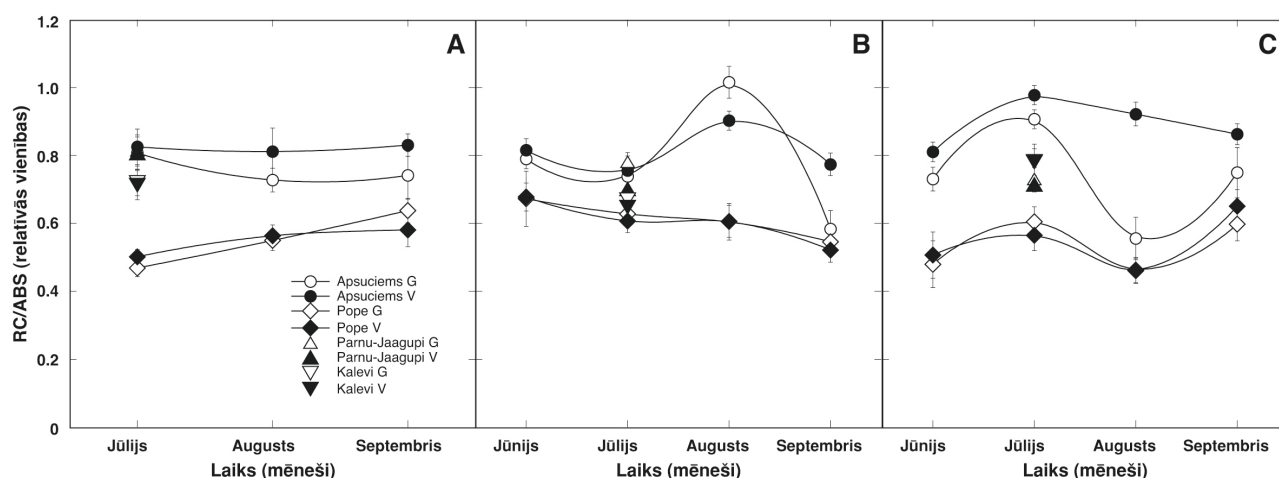 RC/ABS (relatīvās vienības)
1.2
1.0
0.8
0.6
0.4
0.2
0
A
B
C
Apsuciems G
Apsuciems V
Pope G
Pope V
Parnu-Jaagupi G
Parnu-Jaagupi V
Kalevi G
Kalevi V
Jūlijs Augusts Septembris
Laiks (mēneši)
Jūnijs Jūlijs Augusts Septembris
Laiks (mēneši)
Jūnijs Jūlijs Augusts Septembris
Laiks (mēneši)